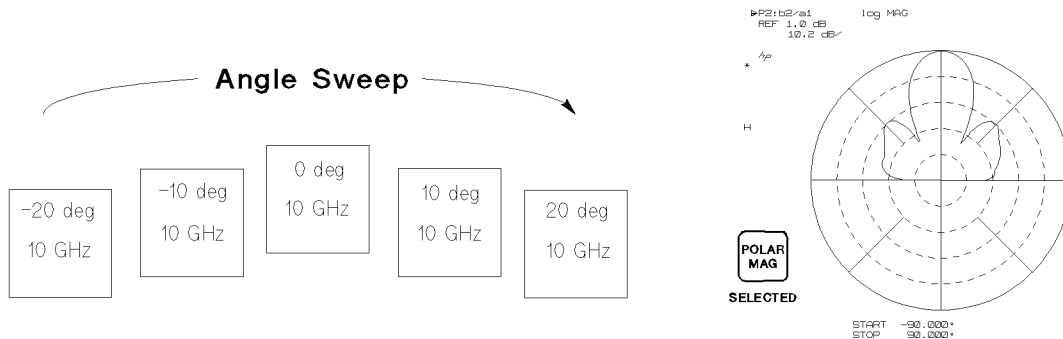 Angle Sweep
-20 deg
10 GHz
-10 deg
10 GHz
0 deg
10 GHz
10 deg
10 GHz
20 deg
10 GHz
P2:b2/a1 log MAG
REF 1.0 dB
10.2 dB/
hp
*
H
POLAR
MAG
SELECTED
START -90.000°
STOP 90.000°